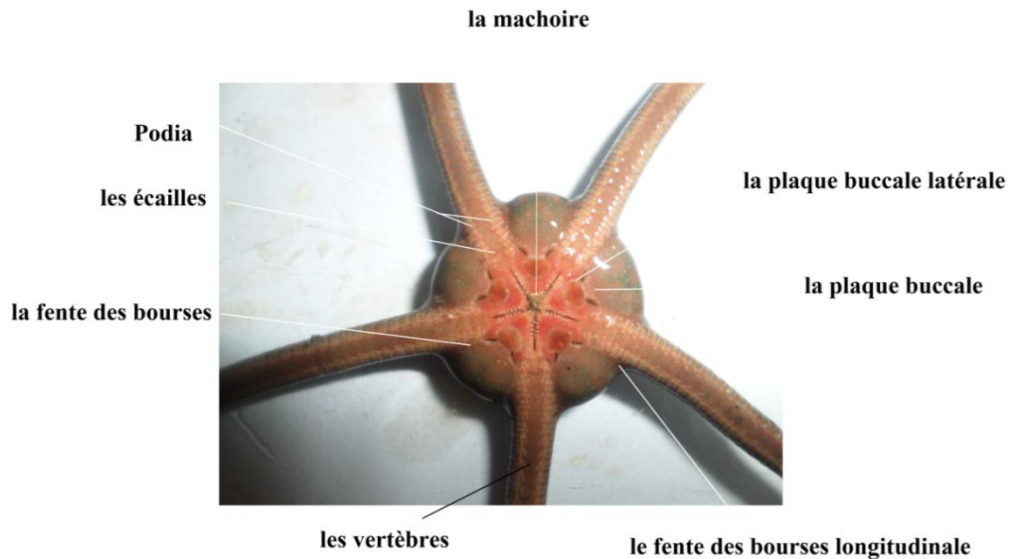 la machoire
Podia
la plaque buccale latérale
les écailles
la plaque buccale
la fente des bourses
les vertèbres
le fente des bourses longitudinale